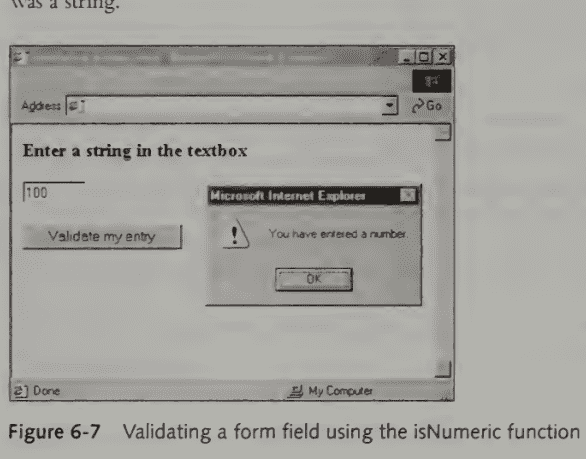 was a string.
Address
Go
Enter a string in the textbox
100
Microsoft Internet Explorer
Validate my entry
You have entered a number.
OK
Done
My Computer
Figure 6-7 Validating a form field using the isNumeric function